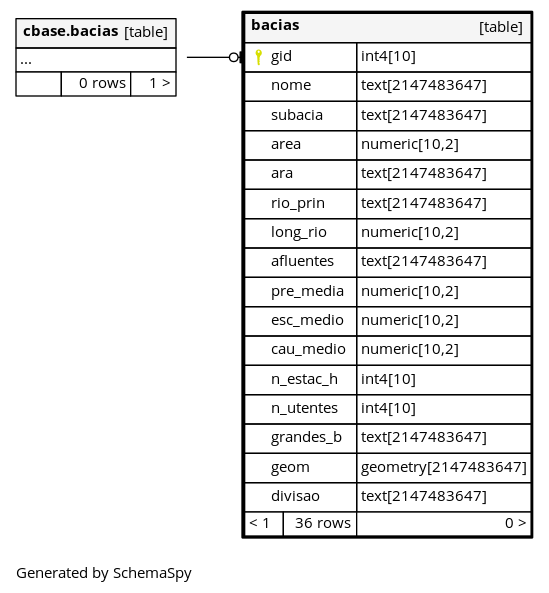 cbase.bacias [table]
...
0 rows 1 >
bacias [table]
gid int4[10]
nome text[2147483647]
subacia text[2147483647]
area numeric[10,2]
ara text[2147483647]
rio_prin text[2147483647]
long_rio numeric[10,2]
afluentes text[2147483647]
pre_media numeric[10,2]
esc_medio numeric[10,2]
cau_medio numeric[10,2]
n_estac_h int4[10]
n_utentes int4[10]
grandes_b text[2147483647]
geom geometry[2147483647]
divisao text[2147483647]
< 1 36 rows 0 >
Generated by SchemaSpy